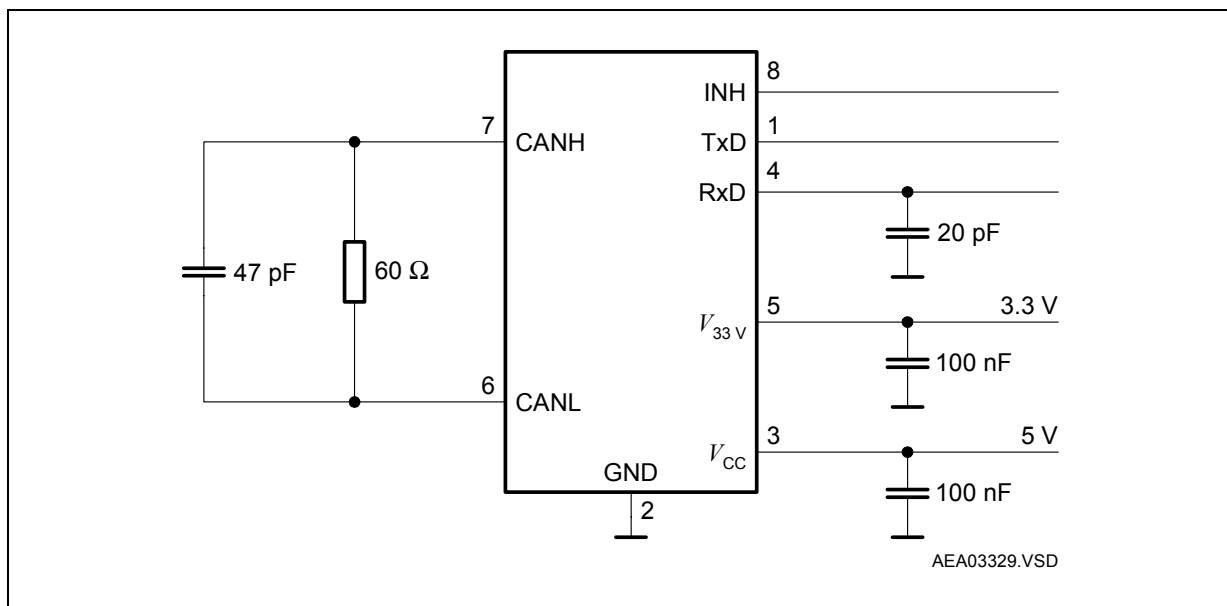 8
INH
7
CANH
1
TxD
4
RxD
20 pF
47 pF
60 Ω
5
3.3 V
V33 V
100 nF
6
CANL
3
5 V
VCC
GND
100 nF
2
AEA03329.VSD